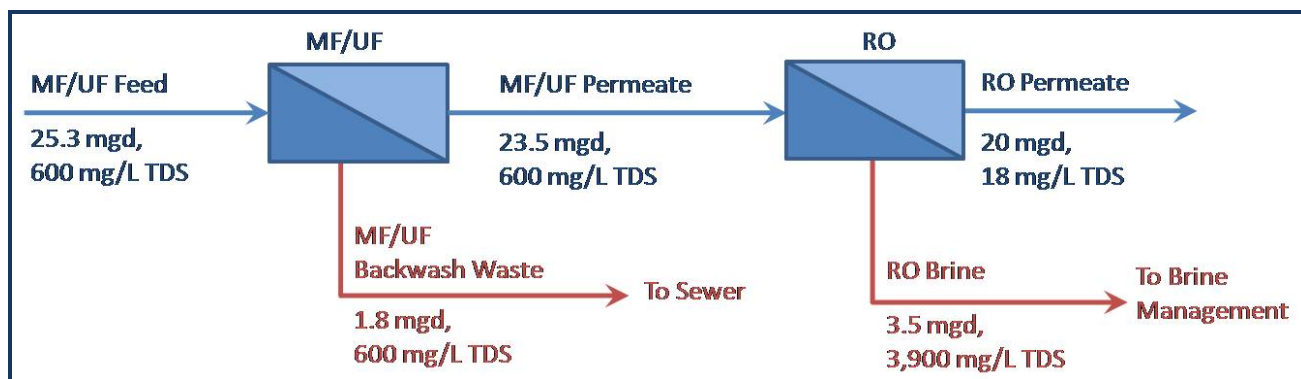 MF/UF
RO
MF/UF Feed
MF/UF Permeate
RO Permeate
25.3 mgd,
600 mg/L TDS
23.5 mgd,
600 mg/L TDS
20 mgd,
18 mg/L TDS
MF/UF
Backwash Waste
To Sewer
1.8 mgd,
600 mg/L TDS
RO Brine
To Brine
Management
3.5 mgd,
3,900 mg/L TDS